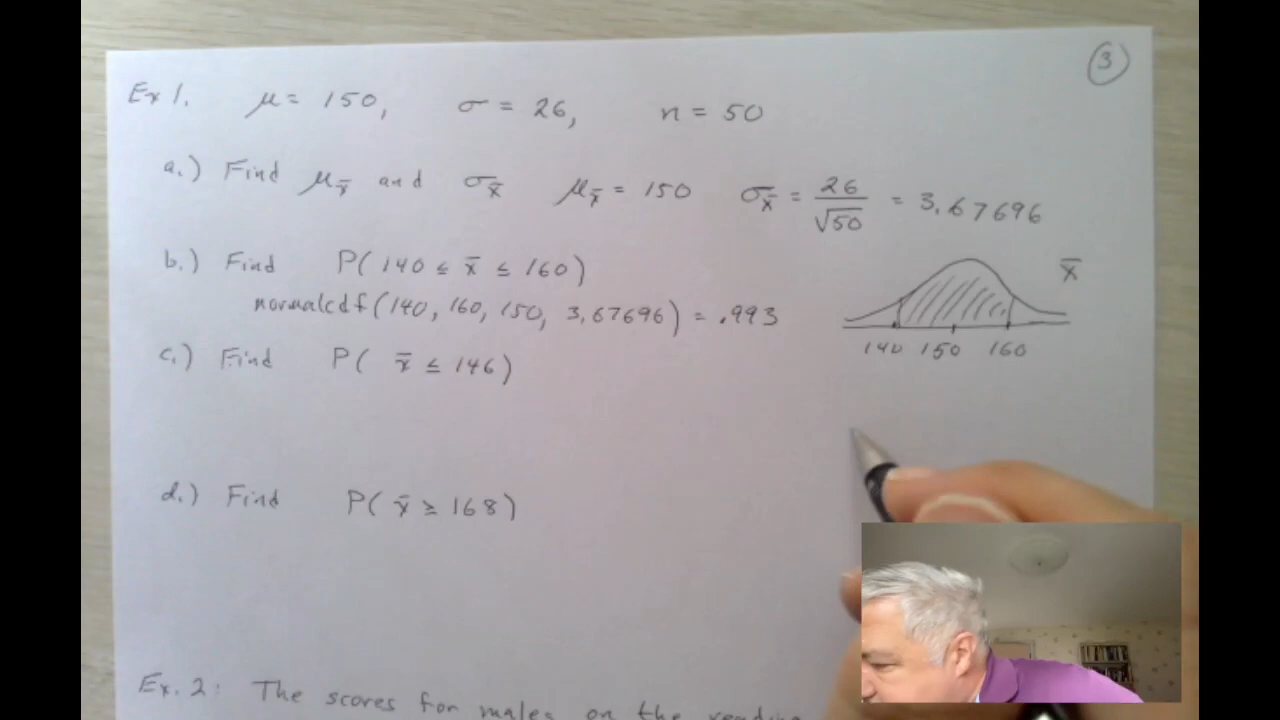 ③
Ex 1. μ = 150, σ = 26, n = 50
a.) Find μx̄ and σx̄ μx̄ = 150 σx̄ = 26/√50 = 3.67696
b.) Find P(140 ≤ x̄ ≤ 160)
x̄
normalcdf(140, 160, 150, 3.67696) = .993
140 150 160
c.) Find P( x̄ ≤ 146)
d.) Find P( x̄ ≥ 168)
Ex. 2: The scores for males on the reading